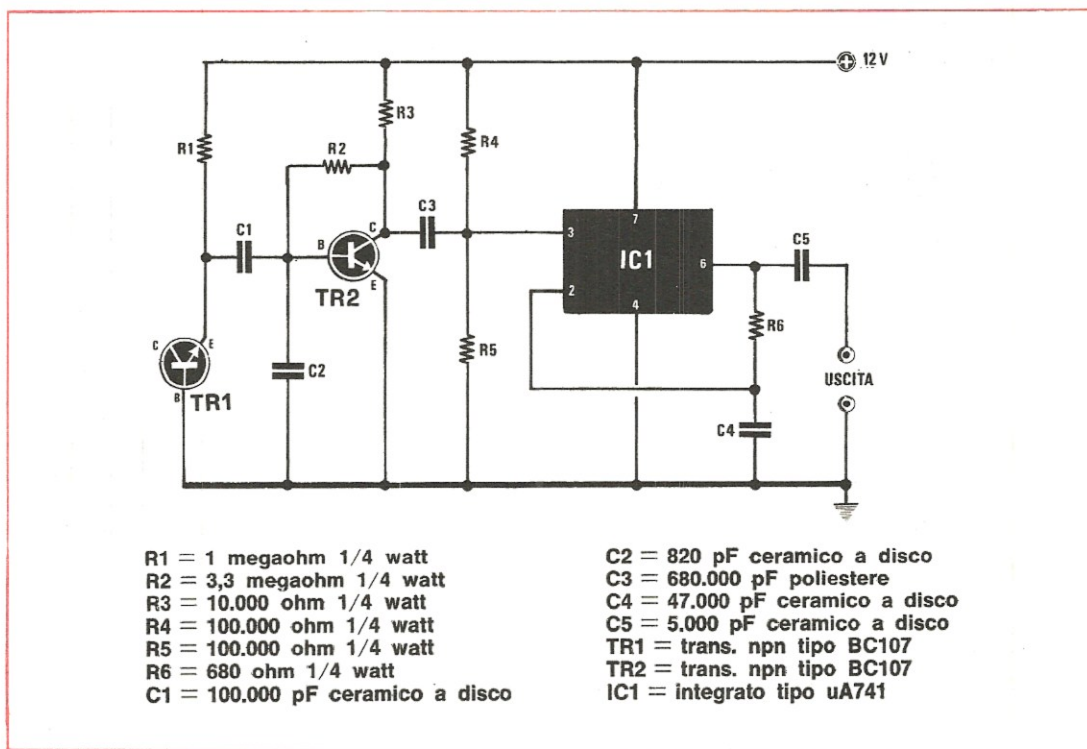 12 V
R3
R1
R2
R4
C1
C3
C
B
TR2
E
3
7
IC1
6
2
4
C5
R6
USCITA
C
E
B
TR1
C2
R5
C4
R1 = 1 megaohm 1/4 watt
R2 = 3,3 megaohm 1/4 watt
R3 = 10.000 ohm 1/4 watt
R4 = 100.000 ohm 1/4 watt
R5 = 100.000 ohm 1/4 watt
R6 = 680 ohm 1/4 watt
C1 = 100.000 pF ceramico a disco
C2 = 820 pF ceramico a disco
C3 = 680.000 pF poliestere
C4 = 47.000 pF ceramico a disco
C5 = 5.000 pF ceramico a disco
TR1 = trans. npn tipo BC107
TR2 = trans. npn tipo BC107
IC1 = integrato tipo uA741